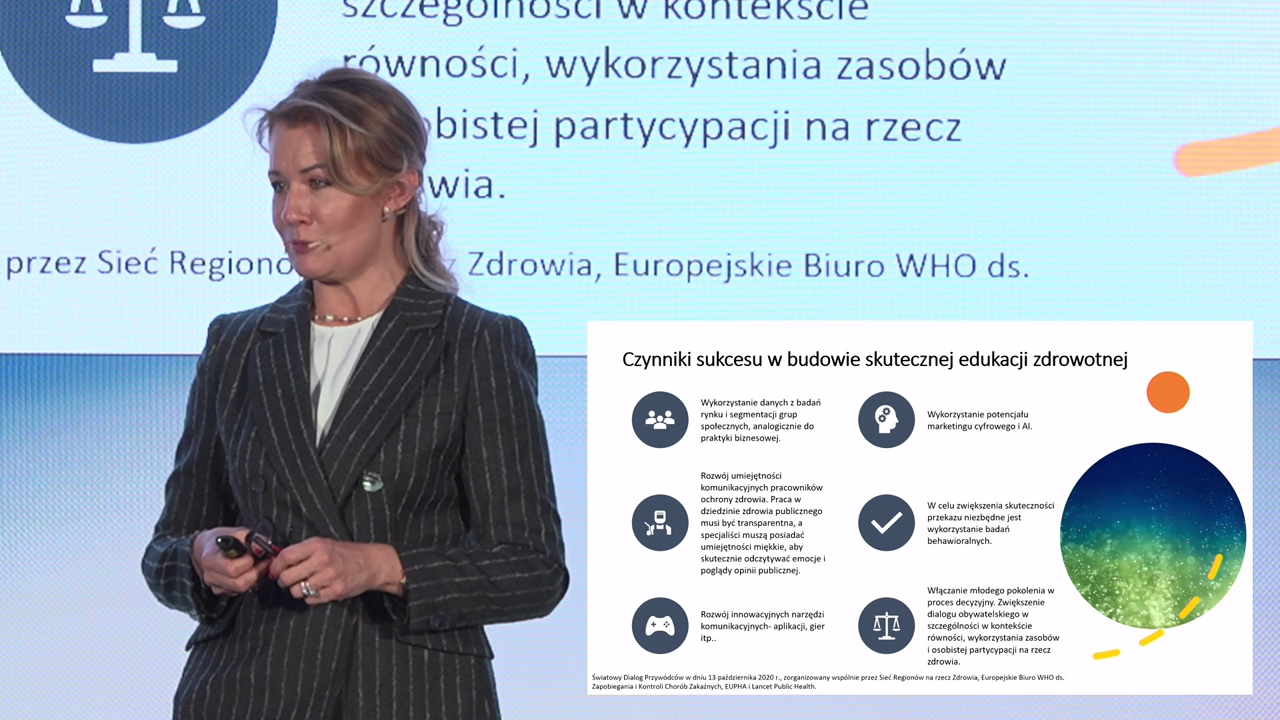 szczególności w kontekście
równości, wykorzystania zasobów
partycypacji na rzecz
przez Sieć Zdrowia, Europejskie Biuro WHO ds.
Czynniki sukcesu w budowie skutecznej edukacji zdrowotnej
Wykorzystanie danych z badań
rynku i segmentacji grup
społecznych, analogicznie do
praktyki biznesowej.
Wykorzystanie potencjału
marketingu cyfrowego i AI.
Rozwój umiejętności
komunikacyjnych pracowników
ochrony zdrowia. Praca w
dziedzinie zdrowia publicznego
musi być transparentna, a
specjaliści muszą posiadać
umiejętności miękkie, aby
skutecznie odczytywać emocje i
poglądy opinii publicznej.
W celu zwiększenia skuteczności
przekazu niezbędne jest
wykorzystanie badań
behawioralnych.
Rozwój innowacyjnych narzędzi
komunikacyjnych- aplikacji, gier
itp..
Włączanie młodego pokolenia w
proces decyzyjny. Zwiększenie
dialogu obywatelskiego w
szczególności w kontekście
równości, wykorzystania zasobów
i osobistej partycypacji na rzecz
zdrowia.
Światowy Dialog Przywódców w dniu 13 października 2020 r., zorganizowany wspólnie przez Sieć Regionów na rzecz Zdrowia, Europejskie Biuro WHO ds.
Zapobiegania i Kontroli Chorób Zakaźnych, EUPHA i Lancet Public Health.